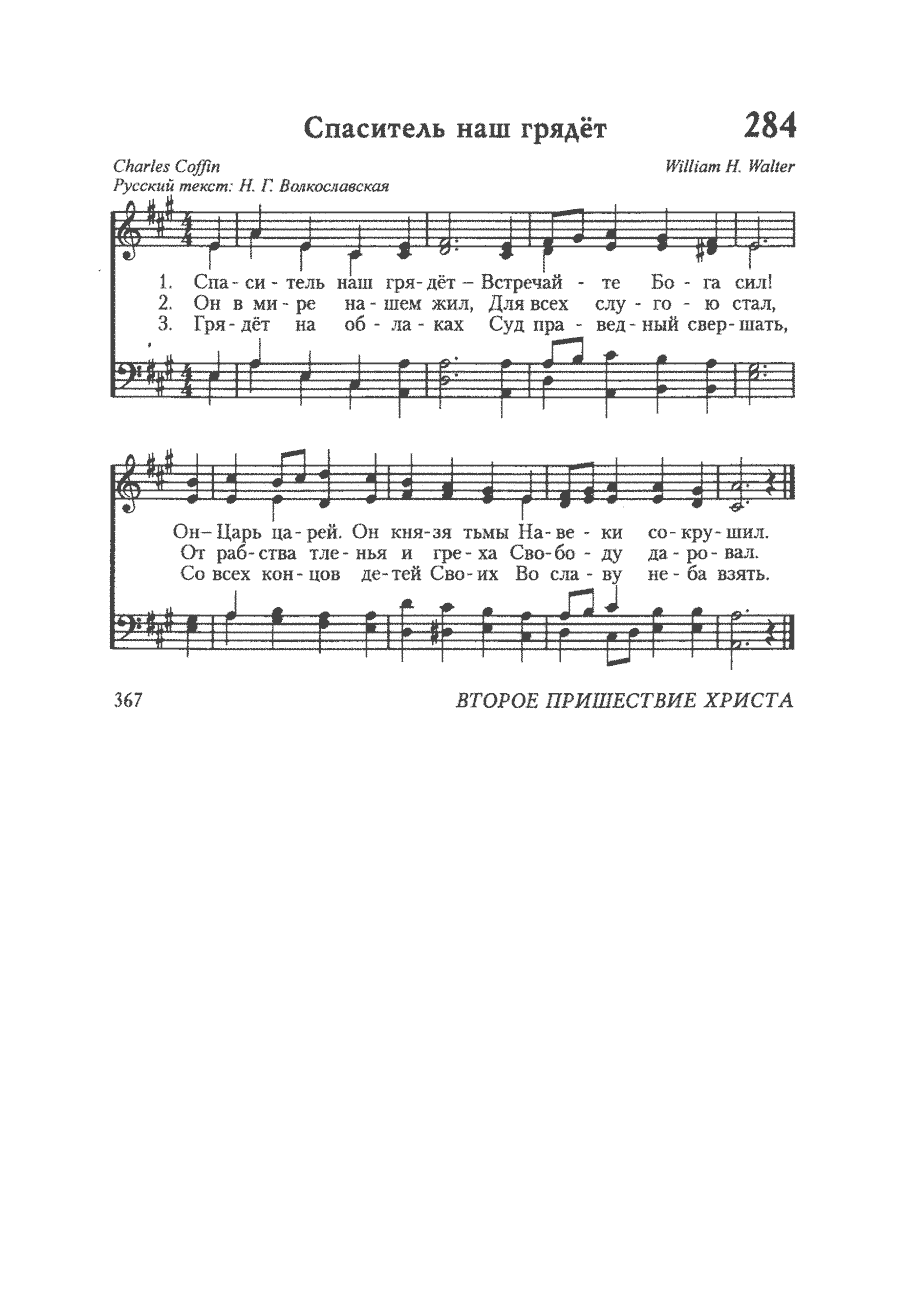 Спаситель наш грядёт 284
Charles Coffin William H. Walter
Русский текст: Н. Г. Волкославская
1. Спа - си - тель наш гря - дёт – Встречай - те Бо - га сил!
2. Он в ми - ре на - шем жил, Для всех слу - го - ю стал,
3. Гря - дёт на об - ла - ках Суд пра - вед - ный свер - шать,
Он – Царь ца - рей. Он кня - зя тьмы На - ве - ки со - кру - шил.
От раб - ства тле - нья и гре - ха Сво - бо - ду да - ро - вал.
Со всех кон - цов де - тей Сво - их Во сла - ву не - ба взять.
367 ВТОРОЕ ПРИШЕСТВИЕ ХРИСТА